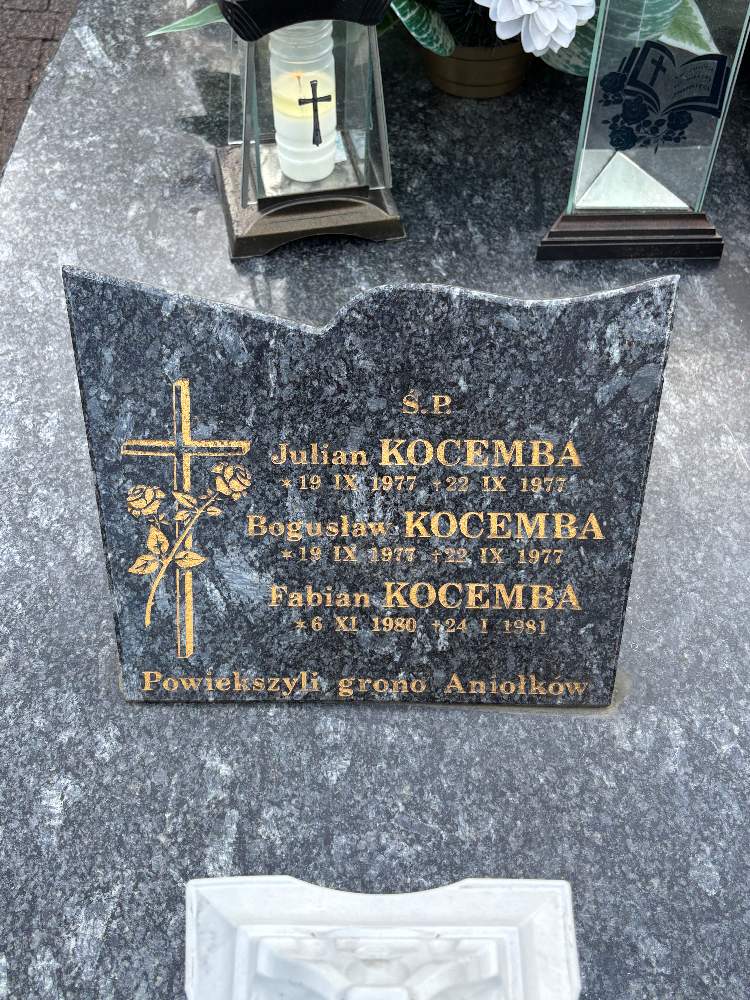 Ś.P.
Julian KOCEMBA
*19 IX 1977 +22 IX 1977
Bogusław KOCEMBA
*19 IX 1977 +22 IX 1977
Fabian KOCEMBA
*6 XI 1980 +24 I 1981
Powiekszyli grono Aniołków